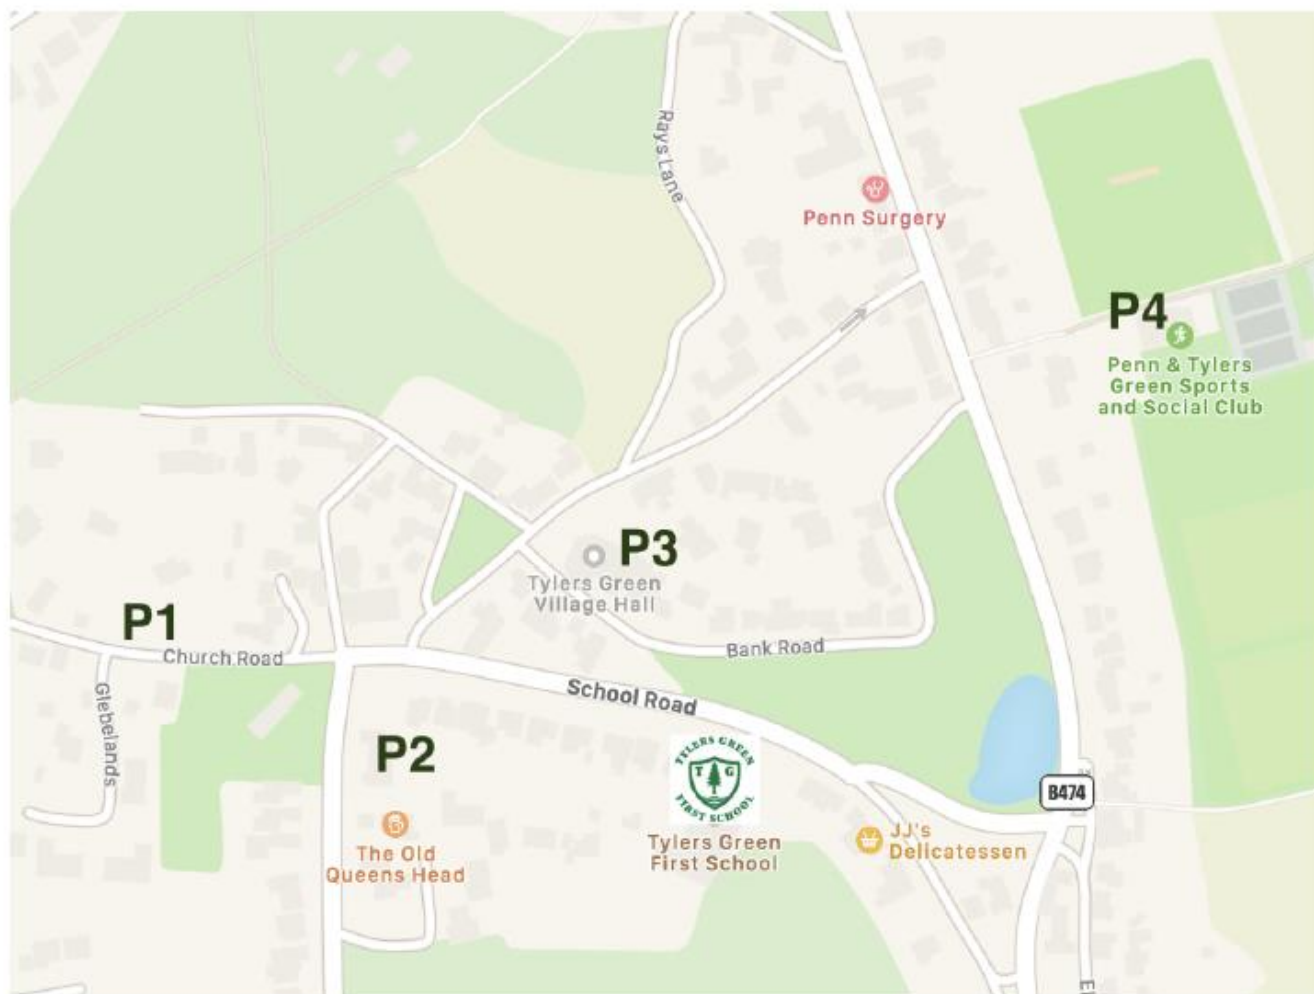 Rays Lane
Penn Surgery
P4
Penn & Tylers
Green Sports
and Social Club
P3
Tylers Green
Village Hall
P1
Church Road
Bank Road
Glebelands
School Road
P2
TYLERS GREEN
T G
FIRST SCHOOL
B474
The Old
Queens Head
Tylers Green
First School
JJ's
Delicatessen